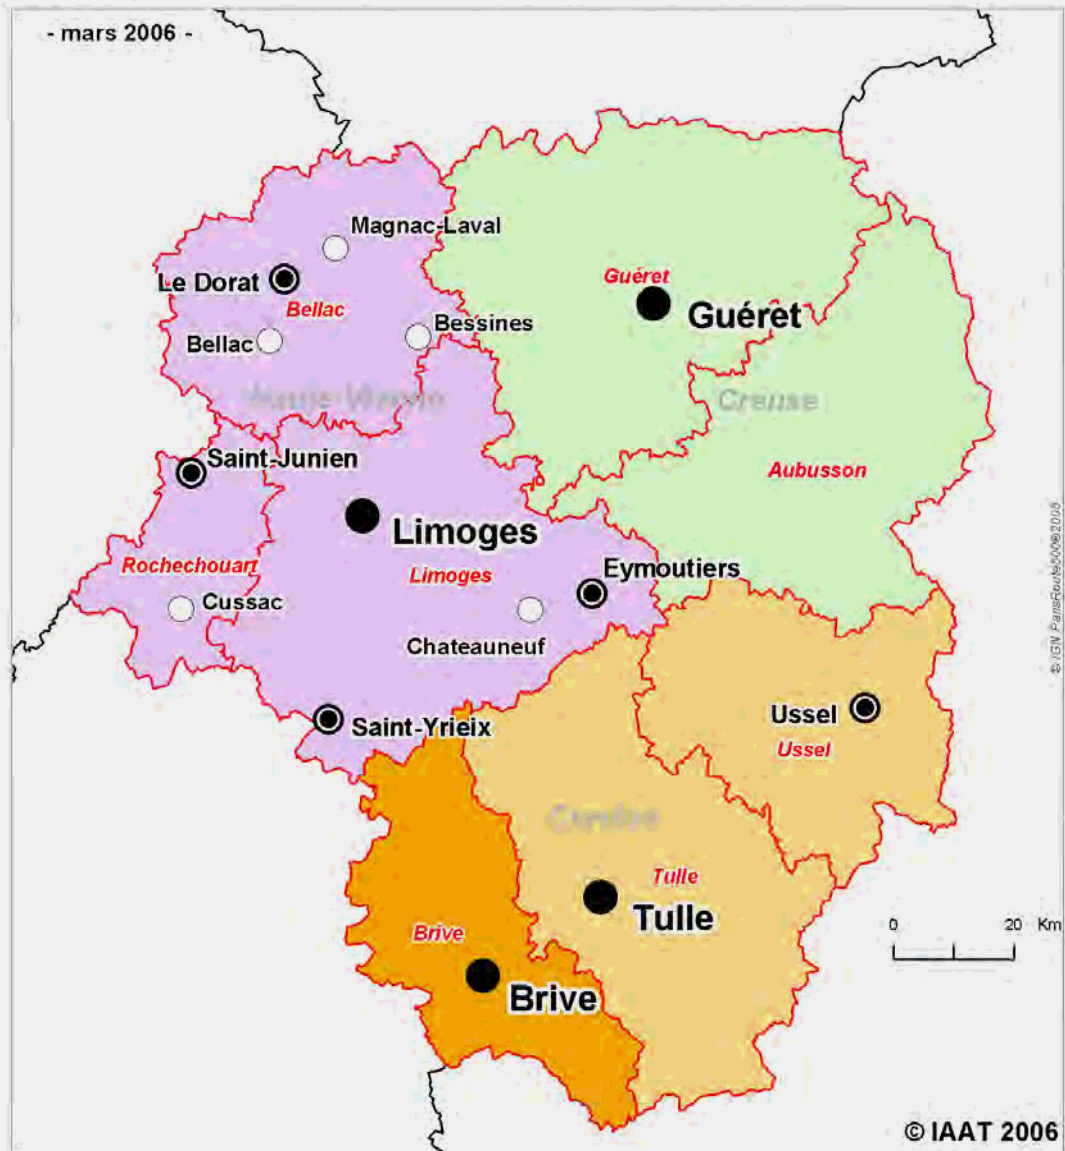 - mars 2006 -
Magnac-Laval
Le Dorat
Bellac
Guéret
Guéret
Bessines
Bellac
Creuse
Saint-Junien
Aubusson
Limoges
Rochechouart
Limoges
Eymoutiers
Cussac
Chateauneuf
Ussel
Saint-Yrieix
Ussel
Corrèze
Tulle
Tulle
0 20 Km
Brive
Brive
© IAAT 2006